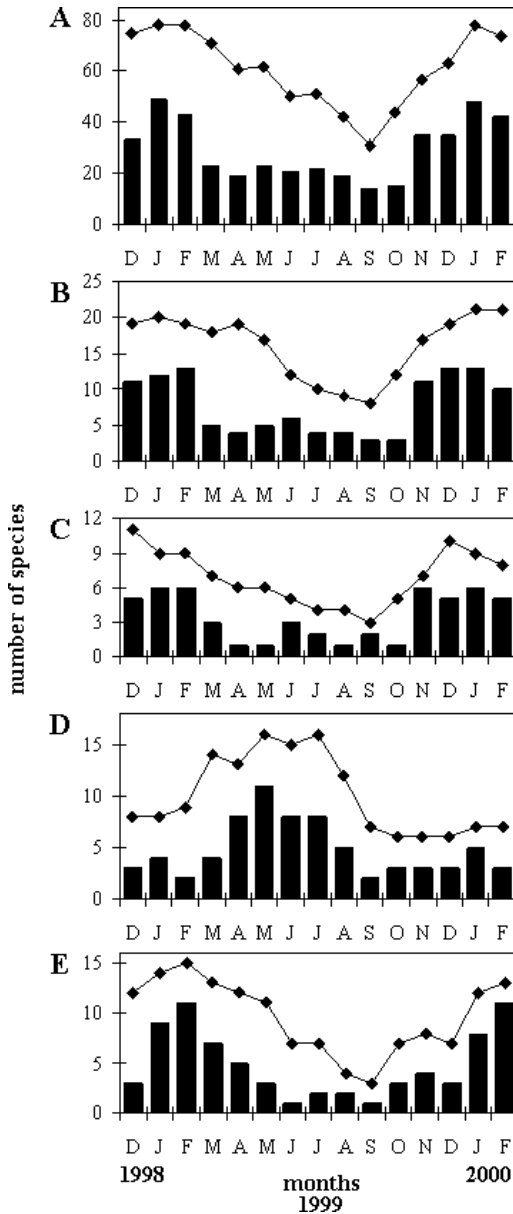 A
80
60
40
20
0
D J F M A M J J A S O N D J F
B
25
20
15
10
5
0
D J F M A M J J A S O N D J F
number of species
C
12
9
6
3
0
D J F M A M J J A S O N D J F
D
15
10
5
0
D J F M A M J J A S O N D J F
E
15
10
5
0
D J F M A M J J A S O N D J F
1998 months 2000
1999